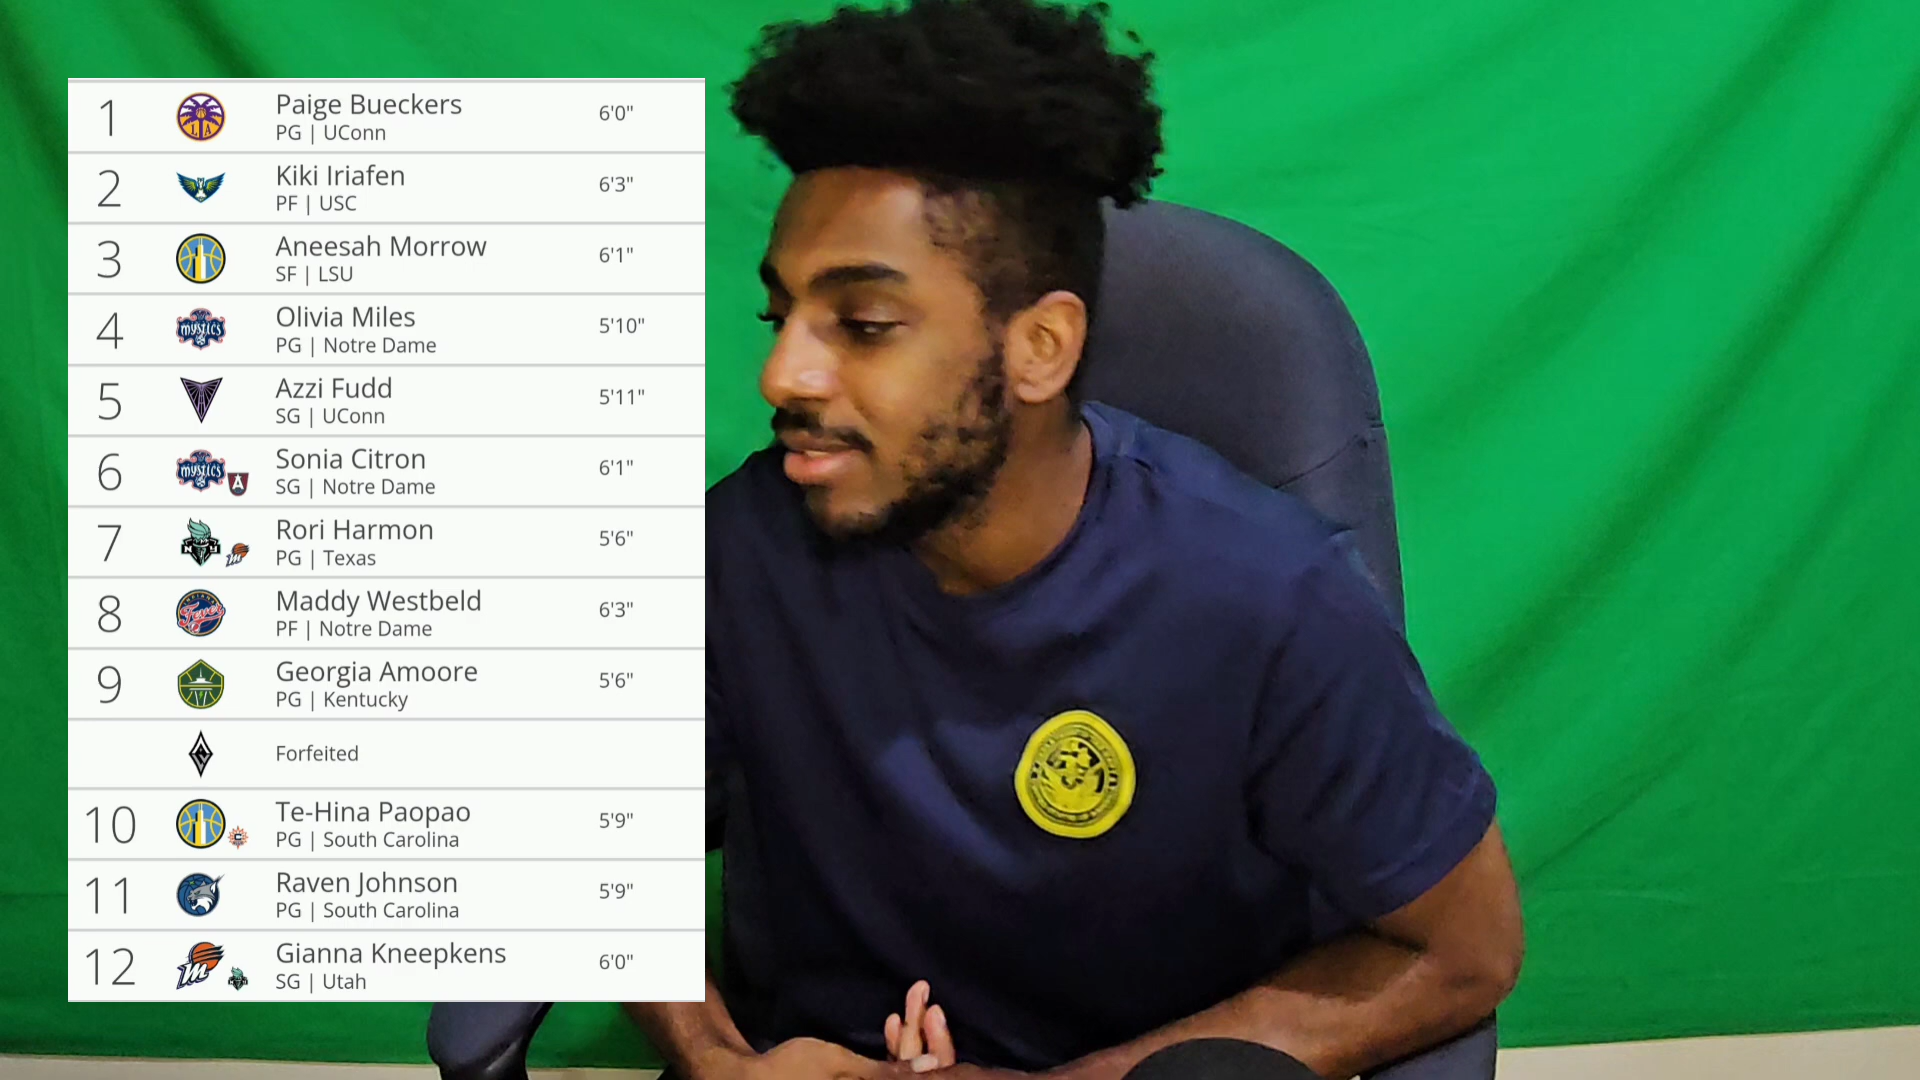 1
Paige Bueckers
6'0"
PG | UConn
2
Kiki Iriafen
6'3"
PF | USC
3
Aneesah Morrow
6'1"
SF | LSU
4
mystics
Olivia Miles
5'10"
PG | Notre Dame
5
Azzi Fudd
5'11"
SG | UConn
6
mystics
Sonia Citron
6'1"
SG | Notre Dame
7
Rori Harmon
5'6"
PG | Texas
8
Fever
Maddy Westbeld
6'3"
PF | Notre Dame
9
Georgia Amoore
5'6"
PG | Kentucky
Forfeited
10
Te-Hina Paopao
5'9"
PG | South Carolina
11
Raven Johnson
5'9"
PG | South Carolina
12
Gianna Kneepkens
6'0"
SG | Utah